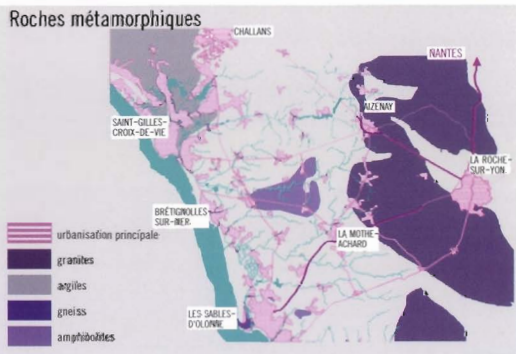 Roches métamorphiques
CHALLANS
NANTES
AIZENAY
SAINT-GILLES-
CROIX-DE-VIE
LA ROCHE-
SUR-YON
BRÉTIGNOLLES
SUR-MER
LA MOTHE-
ACHARD
LES SABLES-
D'OLONNE
urbanisation principale
granites
argiles
gneiss
amphibolites